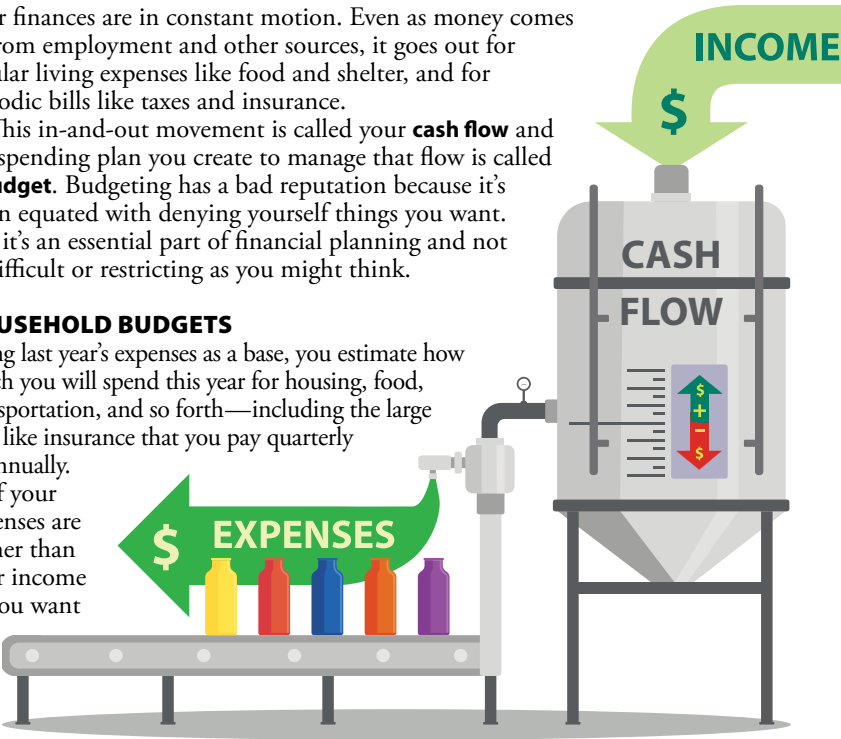 r finances are in constant motion. Even as money comes
rom employment and other sources, it goes out for
lar living expenses like food and shelter, and for
odic bills like taxes and insurance.
his in-and-out movement is called your cash flow and
spending plan you create to manage that flow is called
udget. Budgeting has a bad reputation because it’s
n equated with denying yourself things you want.
it’s an essential part of financial planning and not
ifficult or restricting as you might think.
USEHOLD BUDGETS
ng last year’s expenses as a base, you estimate how
ch you will spend this year for housing, food,
sportation, and so forth—including the large
like insurance that you pay quarterly
nnually.
f your
enses are
her than
r income
ou want
INCOME
$
CASH
FLOW
$
+
–
$
$ EXPENSES